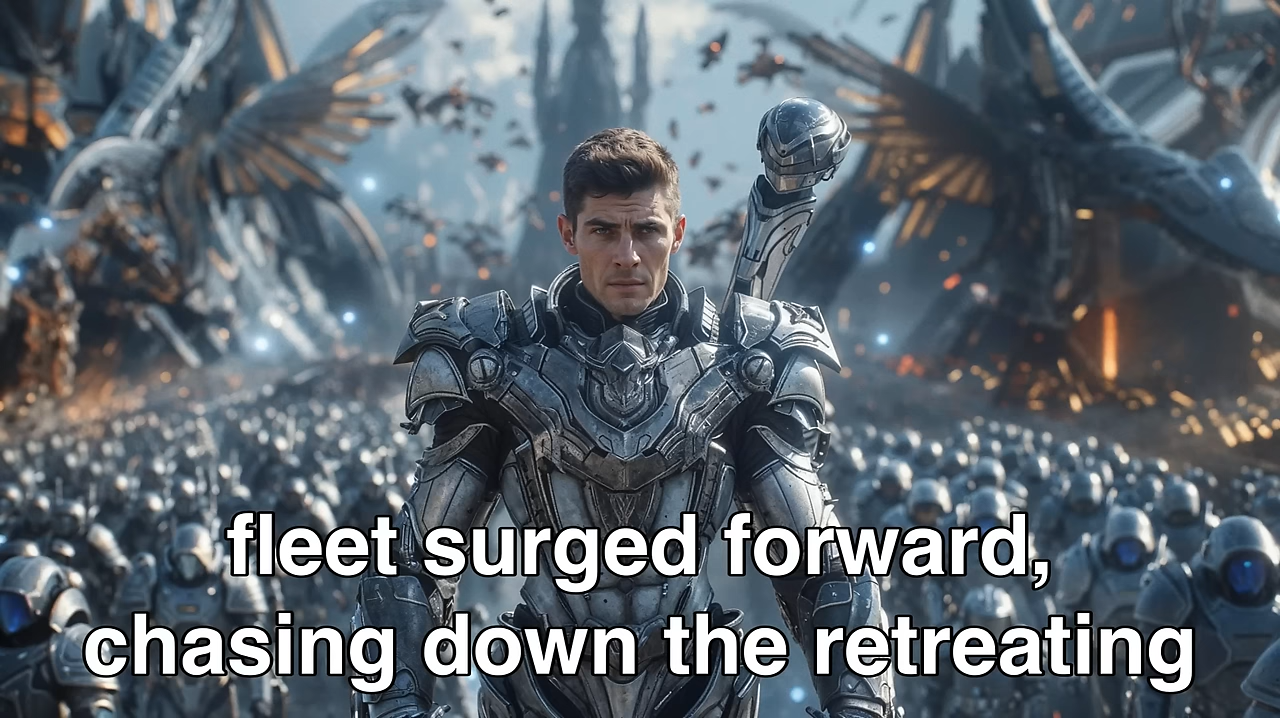 fleet surged forward,
chasing down the retreating